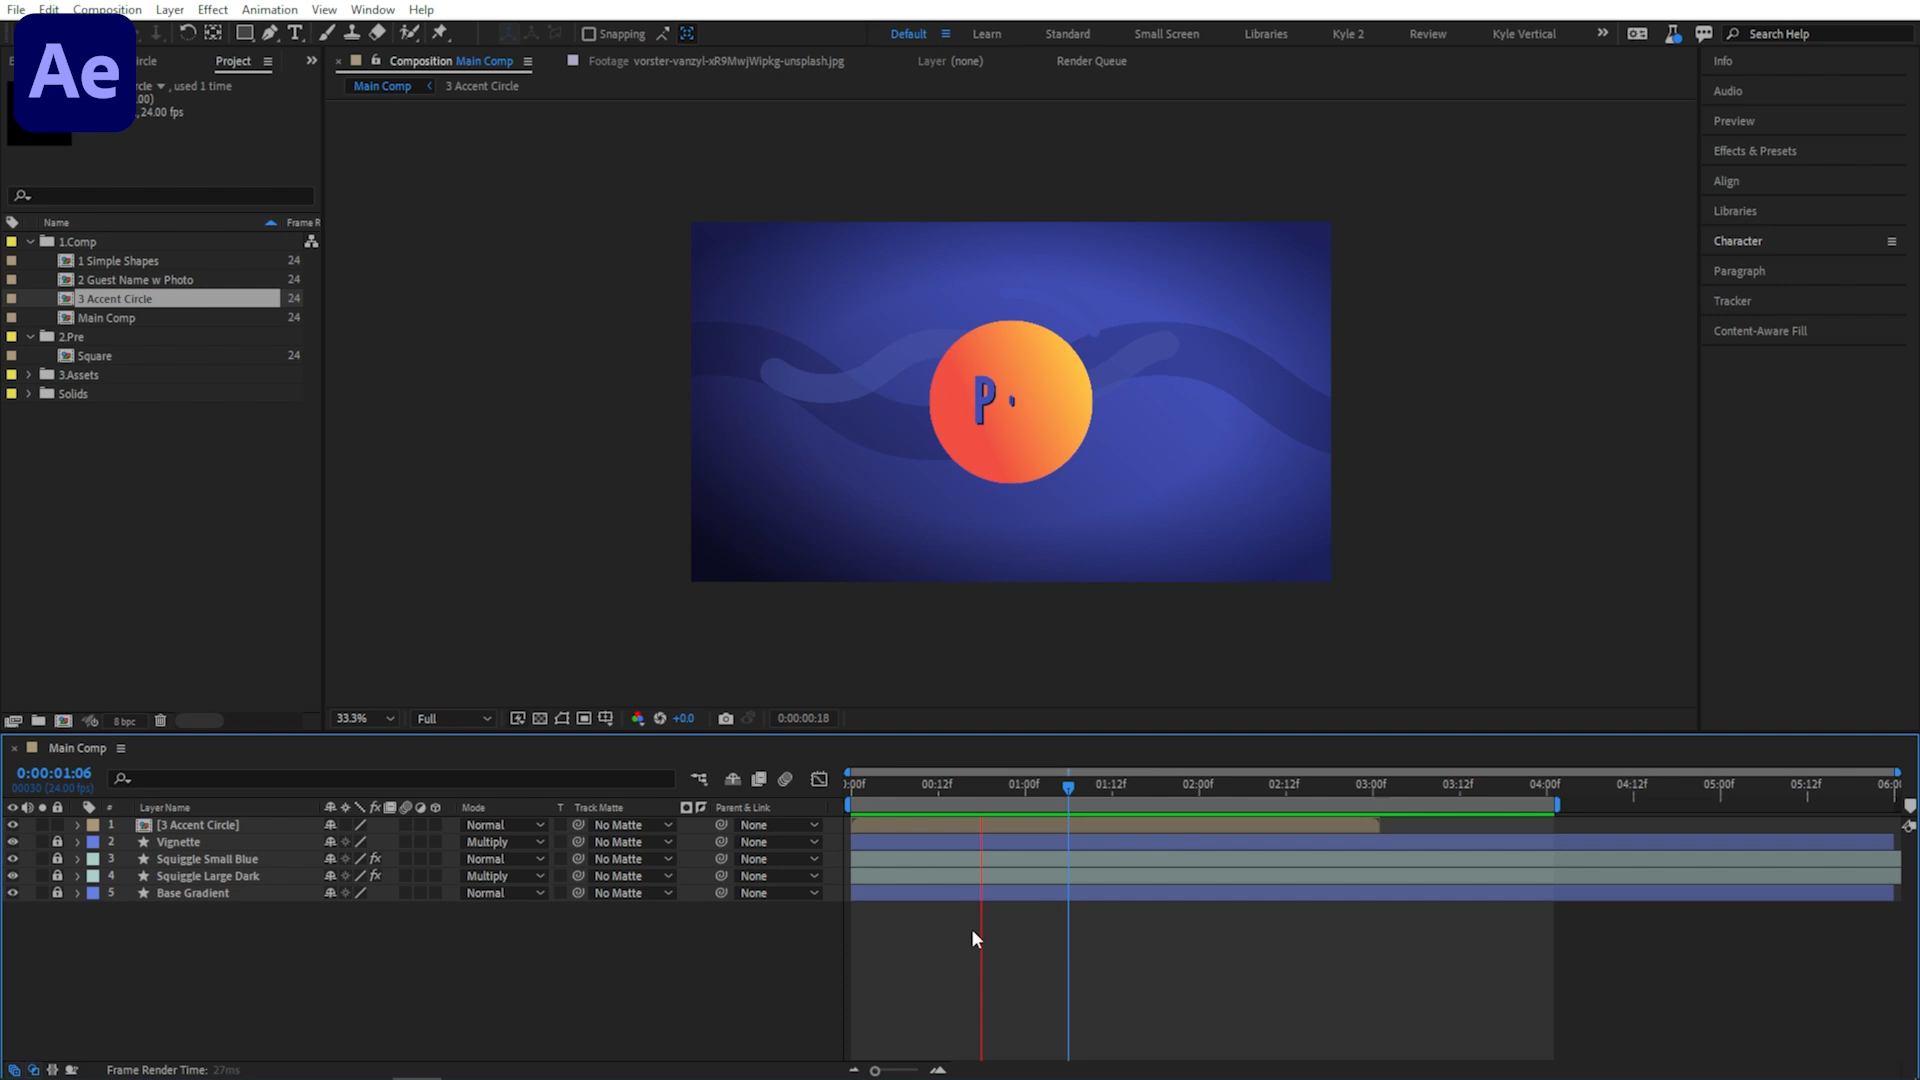 File Edit Composition Layer Effect Animation View Window Help
Ae
Snapping
Default Learn Standard Small Screen Libraries Kyle 2 Review Kyle Vertical Search Help
Project
, used 1 time
, 24.00 fps
Composition Main Comp Footage vorster-vanzyl-xR9MwjWipkg-unsplash.jpg Layer (none) Render Queue
Main Comp 3 Accent Circle
Name Frame R
1.Comp
1 Simple Shapes 24
2 Guest Name w Photo 24
3 Accent Circle 24
Main Comp 24
2.Pre
Square 24
3.Assets
Solids
P
Info
Audio
Preview
Effects & Presets
Align
Libraries
Character
Paragraph
Tracker
Content-Aware Fill
8 bpc
33.3% Full +0.0 0:00:00:18
Main Comp
0:00:01:06
00030 (24.00 fps)
:00f 00:12f 01:00f 01:12f 02:00f 02:12f 03:00f 03:12f 04:00f 04:12f 05:00f 05:12f 06:0
# Layer Name Mode T Track Matte Parent & Link
1 [3 Accent Circle] Normal No Matte None
2 Vignette Multiply No Matte None
3 Squiggle Small Blue fx Normal No Matte None
4 Squiggle Large Dark fx Multiply No Matte None
5 Base Gradient Normal No Matte None
Frame Render Time: 27ms